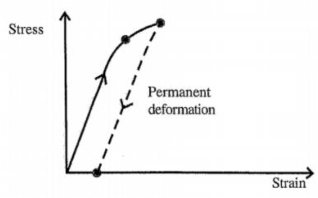 Stress
Permanent
deformation
Strain